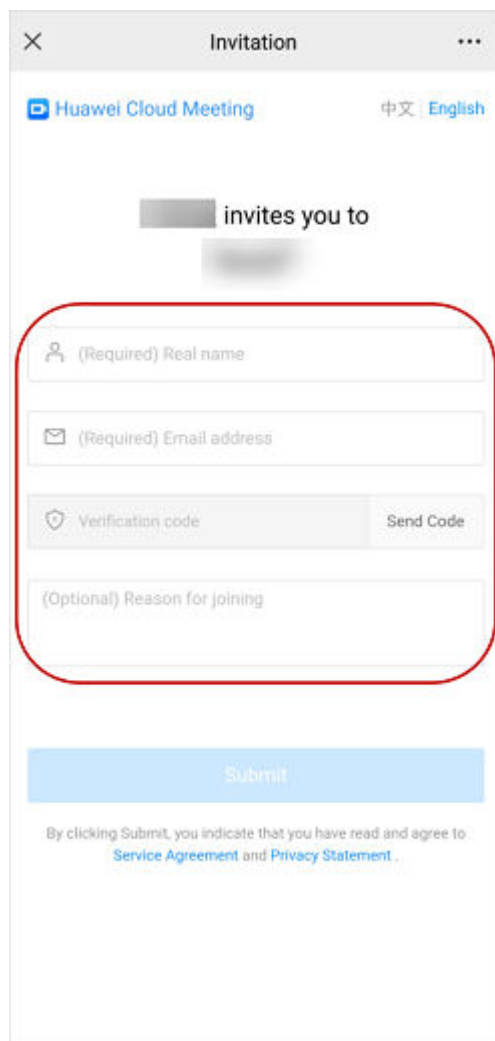 Invitation
Huawei Cloud Meeting
中文 English
invites you to
(Required) Real name
(Required) Email address
Verification code Send Code
(Optional) Reason for joining
Submit
By clicking Submit, you indicate that you have read and agree to
Service Agreement and Privacy Statement .